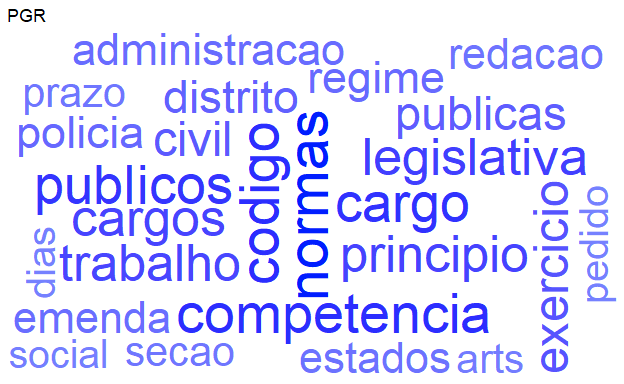 PGR
administracao
redacao
regime
prazo
distrito
publicas
policia
civil
codigo
normas
legislativa
publicos
cargo
cargos
exercicio
pedido
dias
trabalho
principio
emenda
competencia
social
secao
estados
arts